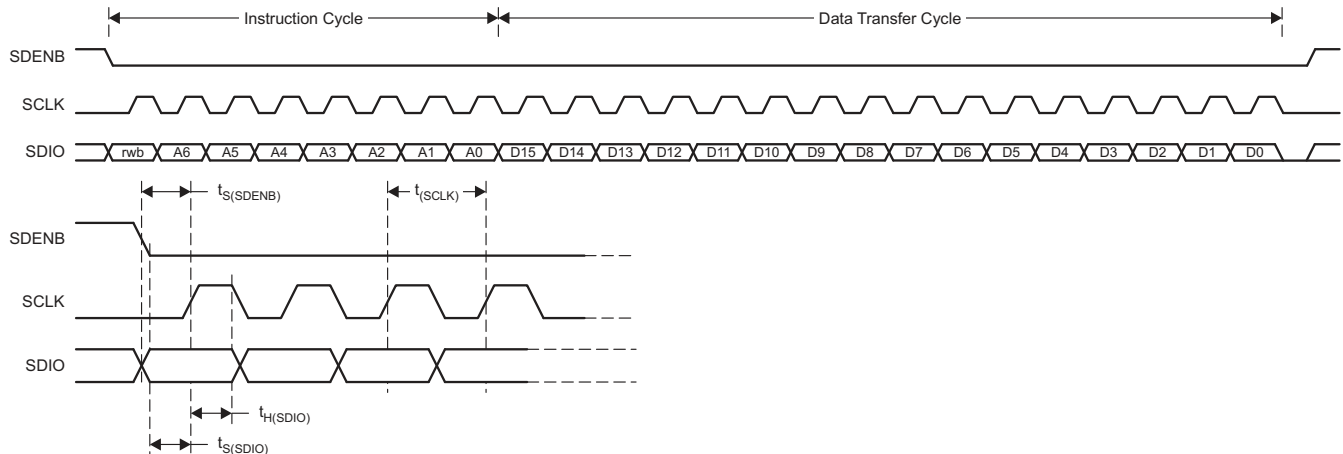 Instruction Cycle
Data Transfer Cycle
SDENB
SCLK
SDIO
rwb A6 A5 A4 A3 A2 A1 A0 D15 D14 D13 D12 D11 D10 D9 D8 D7 D6 D5 D4 D3 D2 D1 D0
tS(SDENB)
t(SCLK)
SDENB
SCLK
SDIO
tH(SDIO)
tS(SDIO)